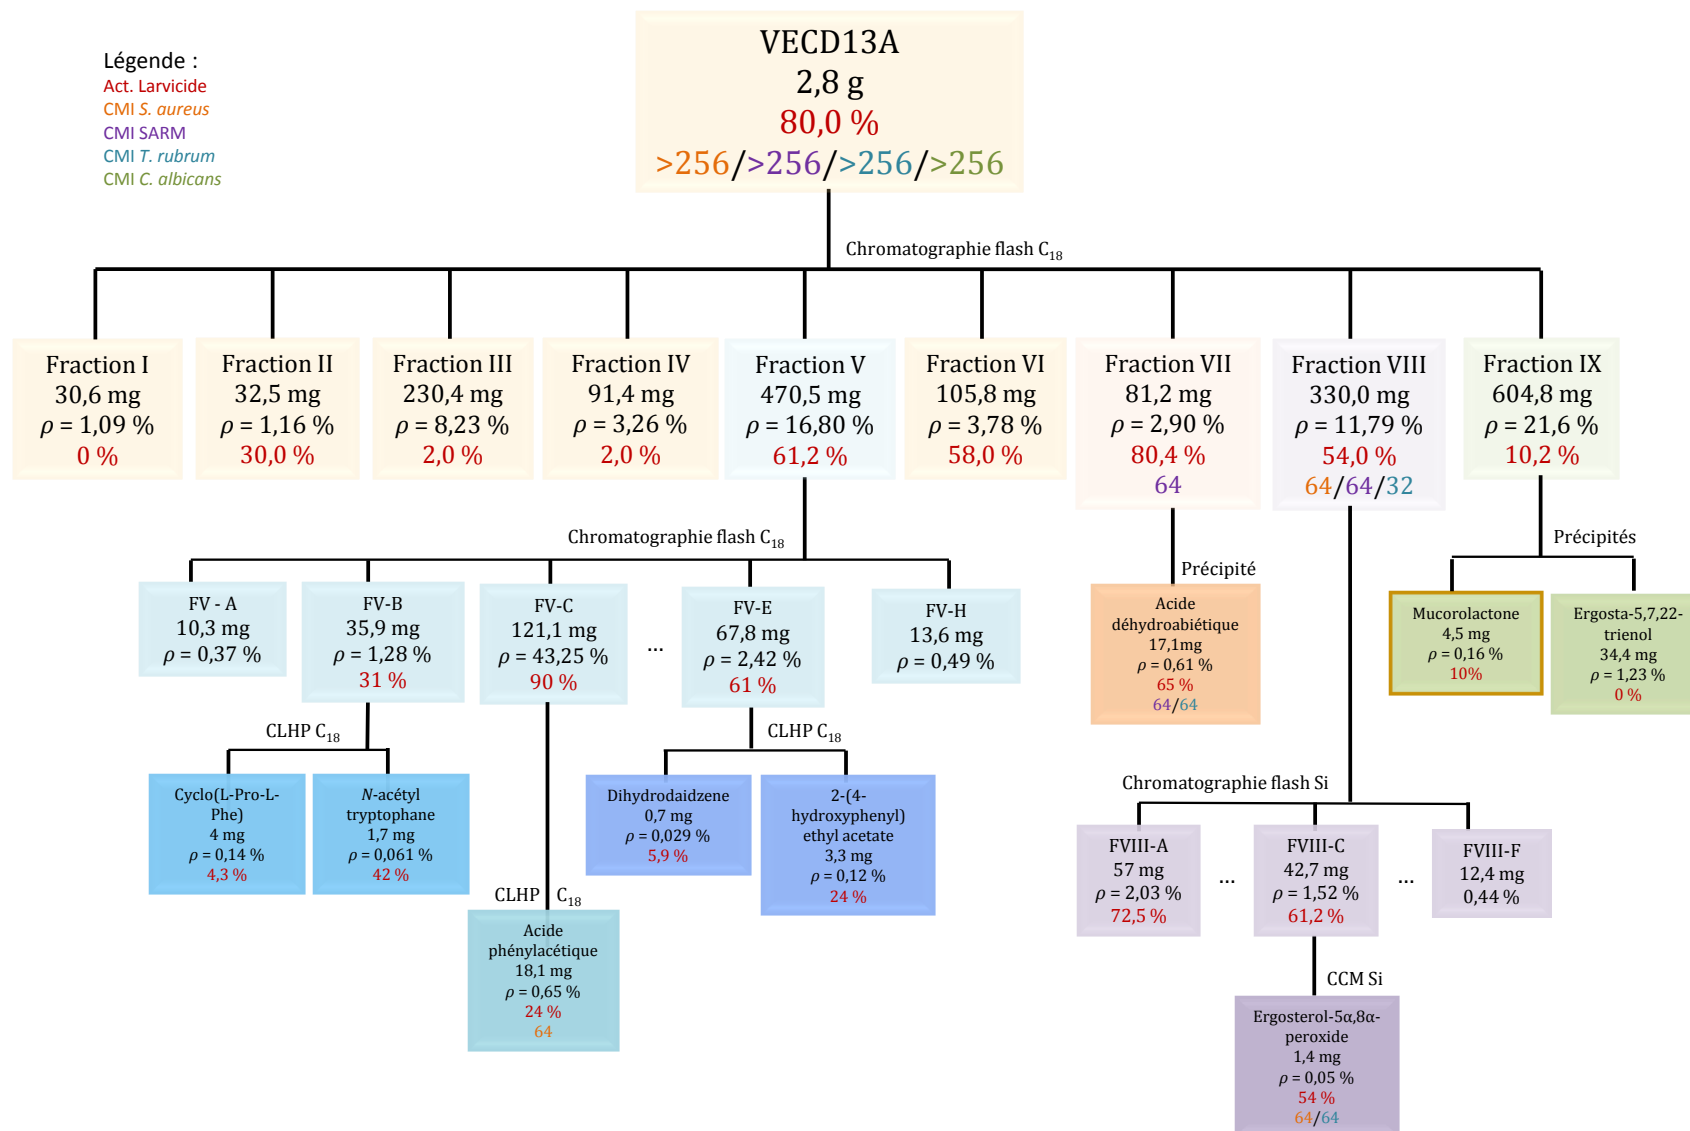 Légende :
Act. Larvicide
CMI S. aureus
CMI SARM
CMI T. rubrum
CMI C. albicans
VECD13A
2,8 g
80,0 %
>256/>256/>256/>256
Chromatographie flash C₁₈
Fraction I
30,6 mg
ρ = 1,09 %
0 %
Fraction II
32,5 mg
ρ = 1,16 %
30,0 %
Fraction III
230,4 mg
ρ = 8,23 %
2,0 %
Fraction IV
91,4 mg
ρ = 3,26 %
2,0 %
Fraction V
470,5 mg
ρ = 16,80 %
61,2 %
Fraction VI
105,8 mg
ρ = 3,78 %
58,0 %
Fraction VII
81,2 mg
ρ = 2,90 %
80,4 %
64
Fraction VIII
330,0 mg
ρ = 11,79 %
54,0 %
64/64/32
Fraction IX
604,8 mg
ρ = 21,6 %
10,2 %
Chromatographie flash C₁₈
Précipité
Précipités
FV - A
10,3 mg
ρ = 0,37 %
FV-B
35,9 mg
ρ = 1,28 %
31 %
FV-C
121,1 mg
ρ = 43,25 %
90 %
...
FV-E
67,8 mg
ρ = 2,42 %
61 %
FV-H
13,6 mg
ρ = 0,49 %
Acide
déhydroabiétique
17,1mg
ρ = 0,61 %
65 %
64/64
Mucorolactone
4,5 mg
ρ = 0,16 %
10%
Ergosta-5,7,22-
trienol
34,4 mg
ρ = 1,23 %
0 %
CLHP C₁₈
CLHP C₁₈
Cyclo(L-Pro-L-
Phe)
4 mg
ρ = 0,14 %
4,3 %
N-acétyl
tryptophane
1,7 mg
ρ = 0,061 %
42 %
CLHP C₁₈
Acide
phénylacétique
18,1 mg
ρ = 0,65 %
24 %
64
Dihydrodaidzene
0,7 mg
ρ = 0,029 %
5,9 %
2-(4-
hydroxyphenyl)
ethyl acetate
3,3 mg
ρ = 0,12 %
24 %
Chromatographie flash Si
FVIII-A
57 mg
ρ = 2,03 %
72,5 %
...
FVIII-C
42,7 mg
ρ = 1,52 %
61,2 %
...
FVIII-F
12,4 mg
0,44 %
CCM Si
Ergosterol-5α,8α-
peroxide
1,4 mg
ρ = 0,05 %
54 %
64/64